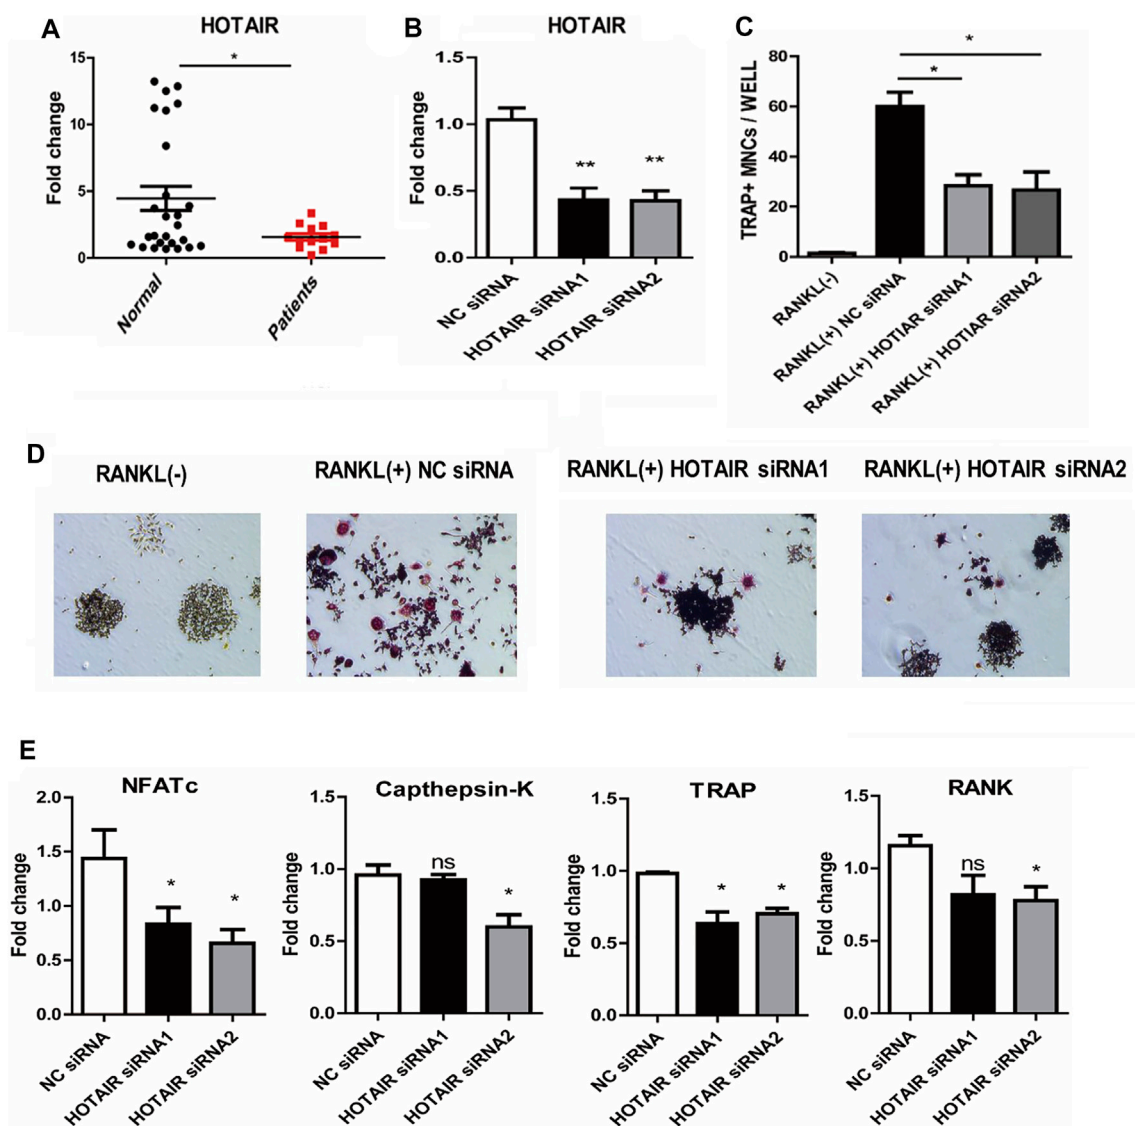 A
HOTAIR
*
Fold change
15
10
5
0
Normal
Patients
B
HOTAIR
Fold change
1.5
1.0
0.5
0.0
**
**
NC siRNA
HOTAIR siRNA1
HOTAIR siRNA2
C
TRAP+ MNCs / WELL
80
60
40
20
0
*
*
RANKL(-)
RANKL(+) NC siRNA
RANKL(+) HOTIAR siRNA1
RANKL(+) HOTIAR siRNA2
D
RANKL(-)
RANKL(+) NC siRNA
RANKL(+) HOTAIR siRNA1
RANKL(+) HOTAIR siRNA2
E
NFATc
Fold change
2.0
1.5
1.0
0.5
0.0
*
*
NC siRNA
HOTAIR siRNA1
HOTAIR siRNA2
Capthepsin-K
Fold change
1.5
1.0
0.5
0.0
ns
*
NC siRNA
HOTAIR siRNA1
HOTAIR siRNA2
TRAP
Fold change
1.5
1.0
0.5
0.0
*
*
NC siRNA
HOTAIR siRNA1
HOTAIR siRNA2
RANK
Fold change
1.5
1.0
0.5
0.0
ns
*
NC siRNA
HOTAIR siRNA1
HOTAIR siRNA2